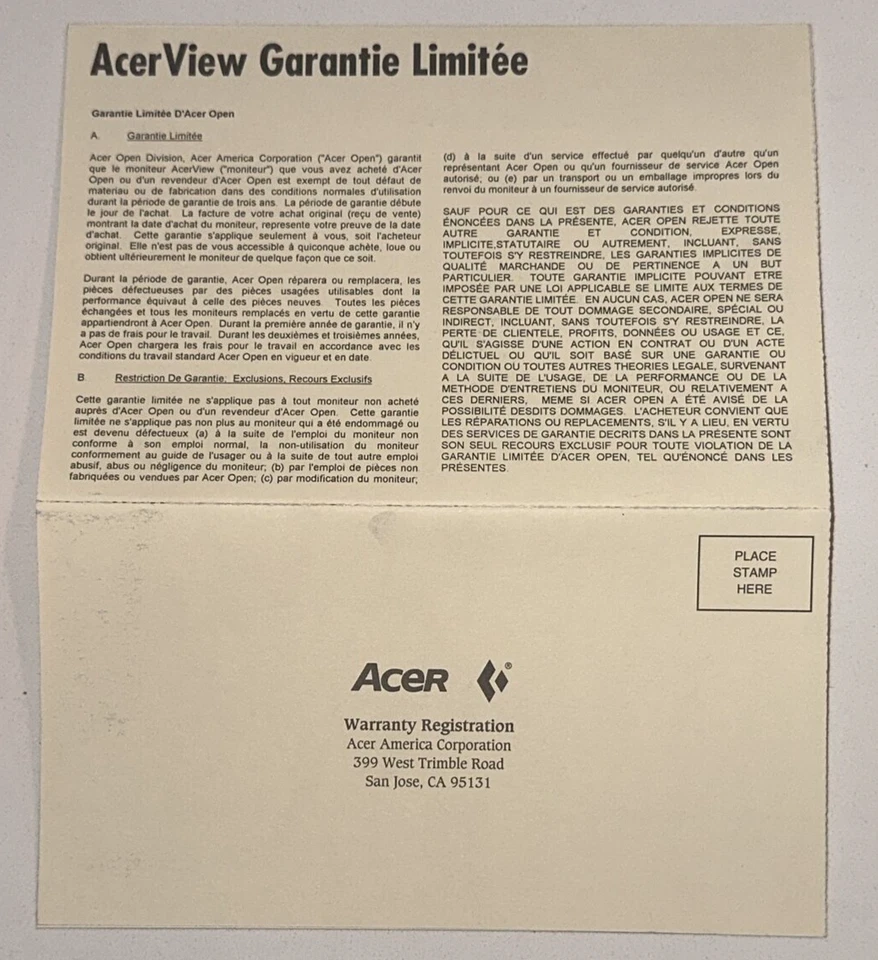 AcerView Garantie Limitée
Garantie Limitée D'Acer Open
A. Garantie Limitée
Acer Open Division, Acer America Corporation ("Acer Open") garantit
que le moniteur AcerView ("moniteur") que vous avez acheté d'Acer
Open ou d'un revendeur d'Acer Open est exempt de tout défaut de
materiau ou de fabrication dans des conditions normales d'utilisation
durant la période de garantie de trois ans. La période de garantie débute
le jour de l'achat. La facture de votre achat original (reçu de vente)
montrant la date d'achat du moniteur, represente votre preuve de la date
d'achat. Cette garantie s'applique seulement à vous, soit l'acheteur
original. Elle n'est pas de vous accessible à quiconque achète, loue ou
obtient ultérieurement le moniteur de quelque façon que ce soit.
Durant la période de garantie, Acer Open réparera ou remplacera, les
pièces défectueuses par des pièces usagées utilisables dont la
performance équivaut à celle des pièces neuves. Toutes les pièces
échangées et tous les moniteurs remplacés en vertu de cette garantie
appartiendront à Acer Open. Durant la première année de garantie, il n'y
a pas de frais pour le travail. Durant les deuxièmes et troisièmes années,
Acer Open chargera les frais pour le travail en accordance avec les
conditions du travail standard Acer Open en vigueur et en date.
B Restriction De Garantie: Exclusions, Recours Exclusifs
Cette garantie limitée ne s'applique pas à tout moniteur non acheté
auprès d'Acer Open ou d'un revendeur d'Acer Open. Cette garantie
limitée ne s'applique pas non plus au moniteur qui a été endommagé ou
est devenu défectueux (a) à la suite de l'emploi du moniteur non
conforme à son emploi normal, la non-utilisation du moniteur
conformement au guide de l'usager ou à la suite de tout autre emploi
abusif, abus ou négligence du moniteur; (b) par l'emploi de pièces non
fabriquées ou vendues par Acer Open; (c) par modification du moniteur;
(d) à la suite d'un service effectué par quelqu'un d'autre qu'un
représentant Acer Open ou qu'un fournisseur de service Acer Open
autorisé; ou (e) par un transport ou un emballage impropres lors du
renvoi du moniteur à un fournisseur de service autorisé.
SAUF POUR CE QUI EST DES GARANTIES ET CONDITIONS
ÉNONCÉES DANS LA PRÉSENTE, ACER OPEN REJETTE TOUTE
AUTRE GARANTIE ET CONDITION, EXPRESSE,
IMPLICITE,STATUTAIRE OU AUTREMENT, INCLUANT, SANS
TOUTEFOIS S'Y RESTREINDRE, LES GARANTIES IMPLICITES DE
QUALITÉ MARCHANDE OU DE PERTINENCE A UN BUT
PARTICULIER. TOUTE GARANTIE IMPLICITE POUVANT ETRE
IMPOSÉE PAR UNE LOI APPLICABLE SE LIMITE AUX TERMES DE
CETTE GARANTIE LIMITÉE. EN AUCUN CAS, ACER OPEN NE SERA
RESPONSABLE DE TOUT DOMMAGE SECONDAIRE, SPÉCIAL OU
INDIRECT, INCLUANT, SANS TOUTEFOIS S'Y RESTREINDRE, LA
PERTE DE CLIENTELE, PROFITS, DONNÉES OU USAGE ET CE,
QU'IL S'AGISSE D'UNE ACTION EN CONTRAT OU D'UN ACTE
DÉLICTUEL OU QU'IL SOIT BASÉ SUR UNE GARANTIE OU
CONDITION OU TOUTES AUTRES THEORIES LEGALE, SURVENANT
A LA SUITE DE L'USAGE, DE LA PERFORMANCE OU DE LA
METHODE D'ENTRETIENS DU MONITEUR, OU RELATIVEMENT A
CES DERNIERS, MEME SI ACER OPEN A ÉTÉ AVISÉ DE LA
POSSIBILITÉ DESDITS DOMMAGES. L'ACHETEUR CONVIENT QUE
LES RÉPARATIONS OU REPLACEMENTS, S'IL Y A LIEU, EN VERTU
DES SERVICES DE GARANTIE DECRITS DANS LA PRÉSENTE SONT
SON SEUL RECOURS EXCLUSIF POUR TOUTE VIOLATION DE LA
GARANTIE LIMITÉE D'ACER OPEN, TEL QU'ÉNONCÉ DANS LES
PRÉSENTES.
PLACE
STAMP
HERE
Acer ®
Warranty Registration
Acer America Corporation
399 West Trimble Road
San Jose, CA 95131